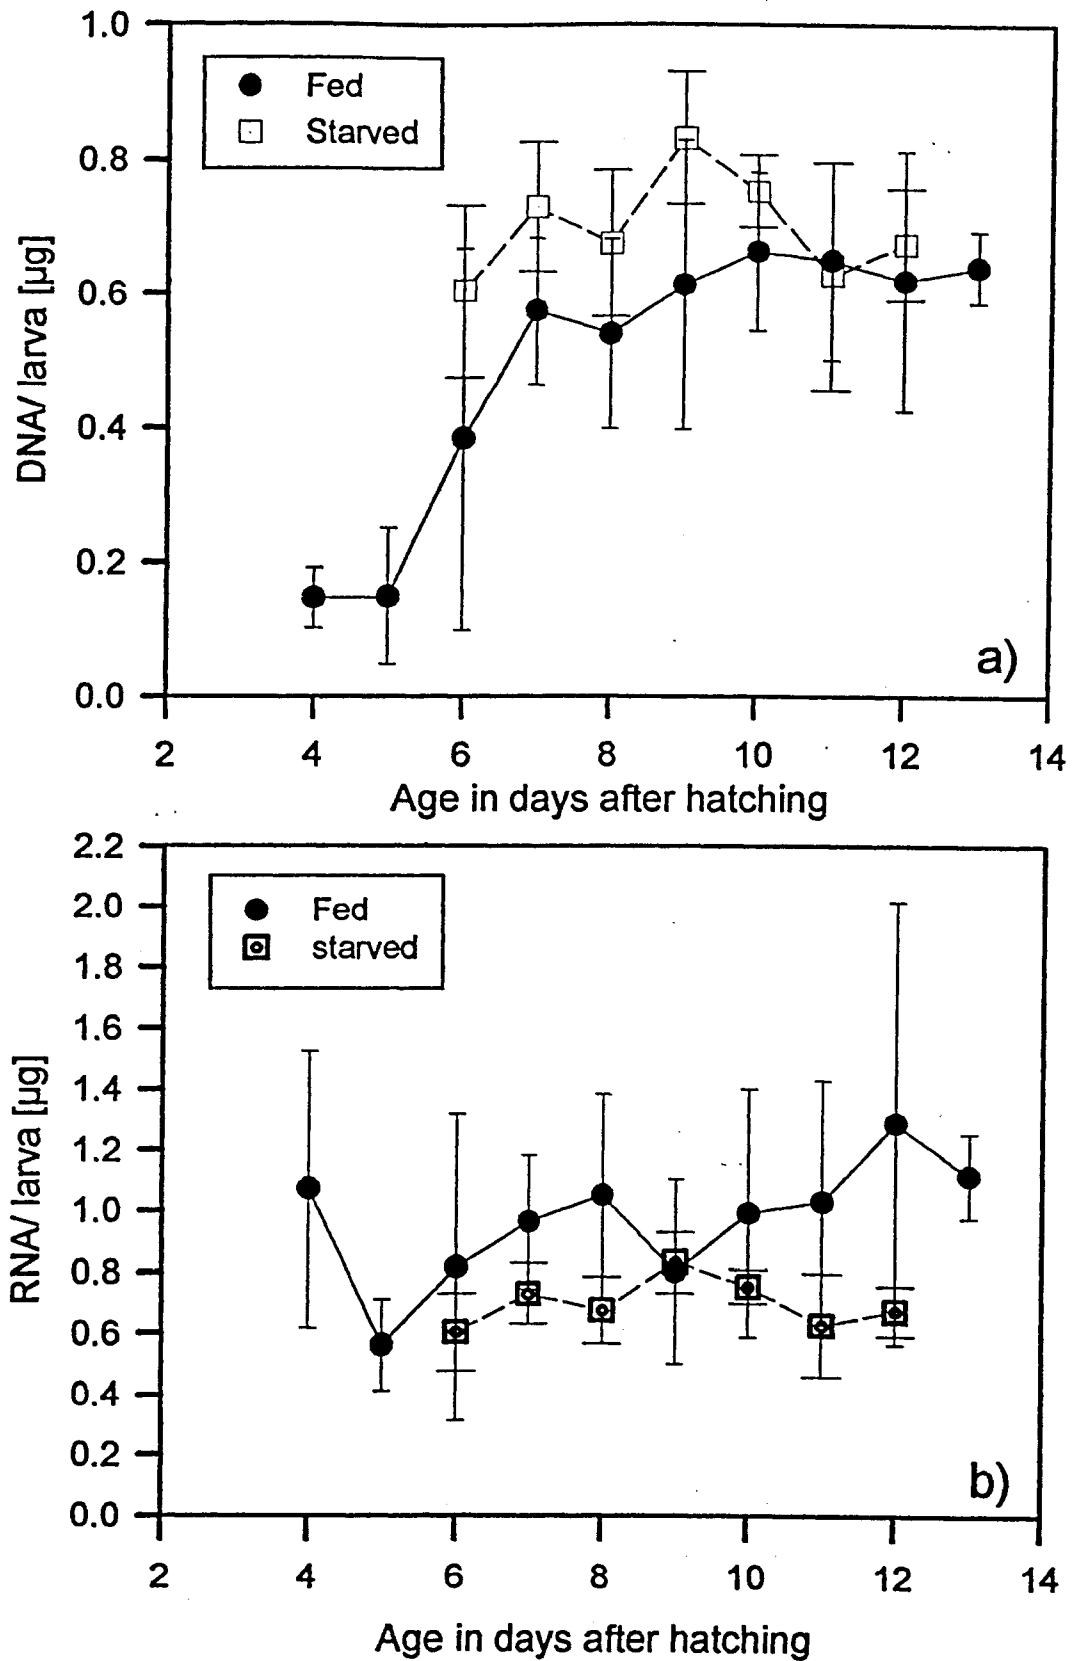 1.0
0.8
0.6
0.4
0.2
0.0
DNA/ larva [µg]
Fed
Starved
a)
2 4 6 8 10 12 14
Age in days after hatching
2.2
2.0
1.8
1.6
1.4
1.2
1.0
0.8
0.6
0.4
0.2
0.0
RNA/ larva [µg]
Fed
starved
b)
2 4 6 8 10 12 14
Age in days after hatching